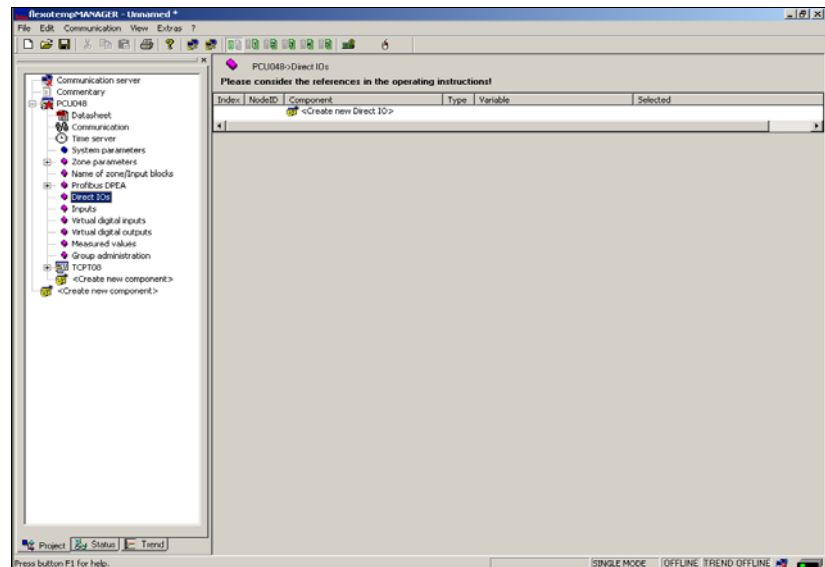 flexotempMANAGER - Unnamed *
File Edit Communication View Extras ?
PCU048->Direct IOs
Please consider the references in the operating instructions!
Index NodeID Component Type Variable Selected
<Create new Direct IO>
Communication server
Commentary
PCU048
Datasheet
Communication
Time server
System parameters
Zone parameters
Name of zone/Input blocks
Profibus DPEA
Direct IOs
Inputs
Virtual digital inputs
Virtual digital outputs
Measured values
Group administration
TCPT08
<Create new component>
<Create new component>
Project Status Trend
Press button F1 for help.
SINGLE MODE OFFLINE TREND OFFLINE